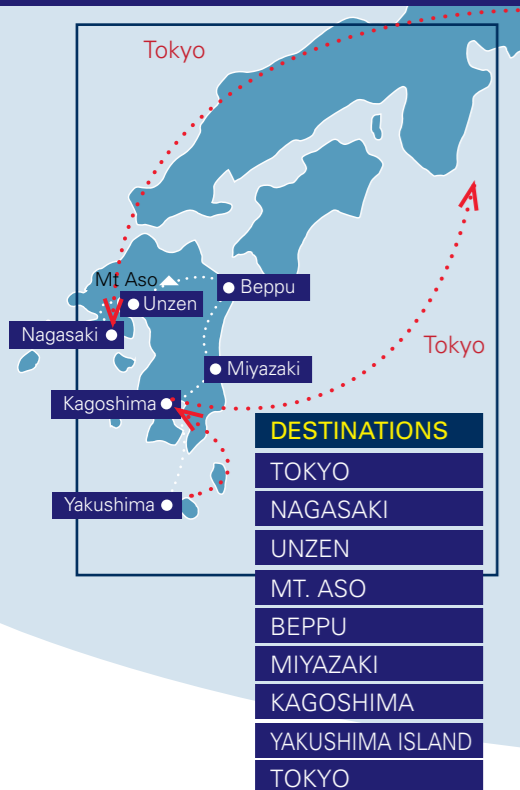 Tokyo
Mt Aso
Beppu
Unzen
Nagasaki
Tokyo
Miyazaki
Kagoshima
Yakushima
DESTINATIONS
TOKYO
NAGASAKI
UNZEN
MT. ASO
BEPPU
MIYAZAKI
KAGOSHIMA
YAKUSHIMA ISLAND
TOKYO